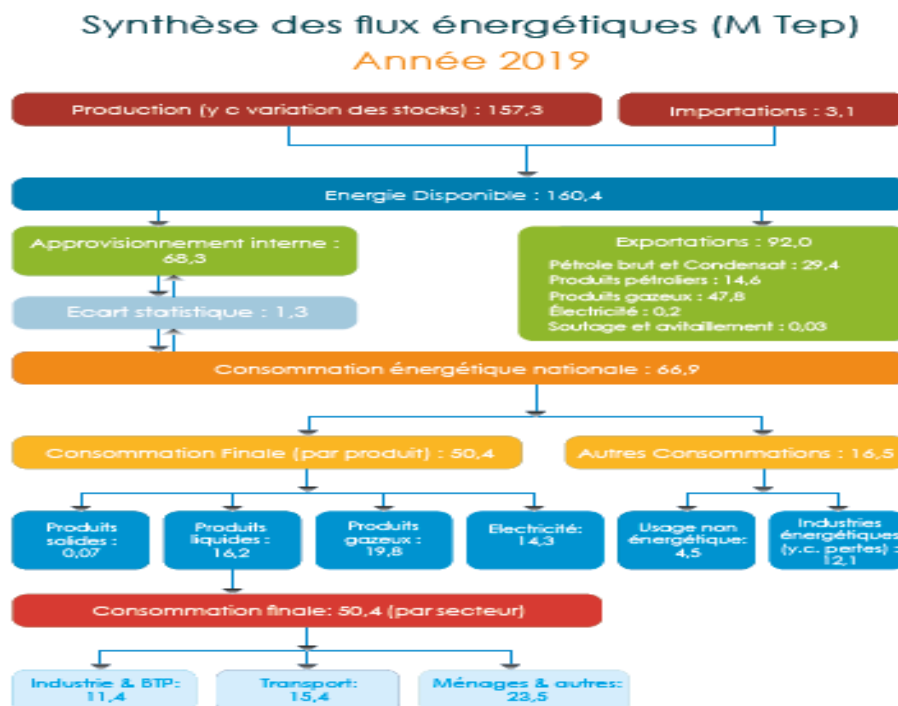 Synthèse des flux énergétiques (M Tep)
Année 2019
Production (y c variation des stocks) : 157,3
Importations : 3,1
Energie Disponible : 160,4
Approvisionnement interne :
68,3
Exportations : 92,0
Pétrole brut et Condensat : 29,4
Produits pétroliers : 14,6
Produits gazeux : 47,8
Électricité : 0,2
Soutage et avitaillement : 0,03
Ecart statistique : 1,3
Consommation énergétique nationale : 66,9
Consommation Finale (par produit) : 50,4
Autres Consommations : 16,5
Produits
solides :
0,07
Produits
liquides :
16,2
Produits
gazeux :
19,8
Electricité:
14,3
Usage non
énergétique:
4,5
Industries
énergétiques
(y.c. pertes) :
12,1
Consommation finale: 50,4 (par secteur)
Industrie & BTP:
11,4
Transport:
15,4
Ménages & autres:
23,5